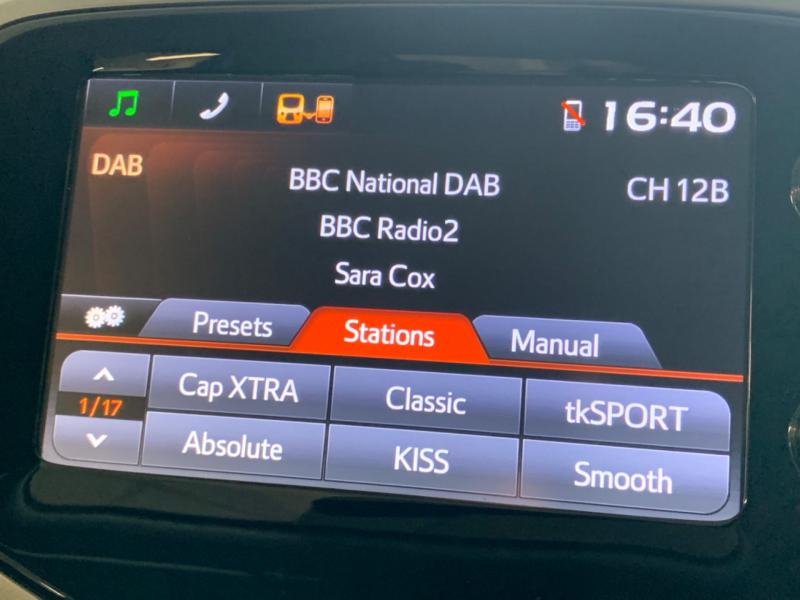 16:40
DAB
BBC National DAB
CH 12B
BBC Radio2
Sara Cox
Presets
Stations
Manual
1/17
Cap XTRA
Classic
tkSPORT
Absolute
KISS
Smooth